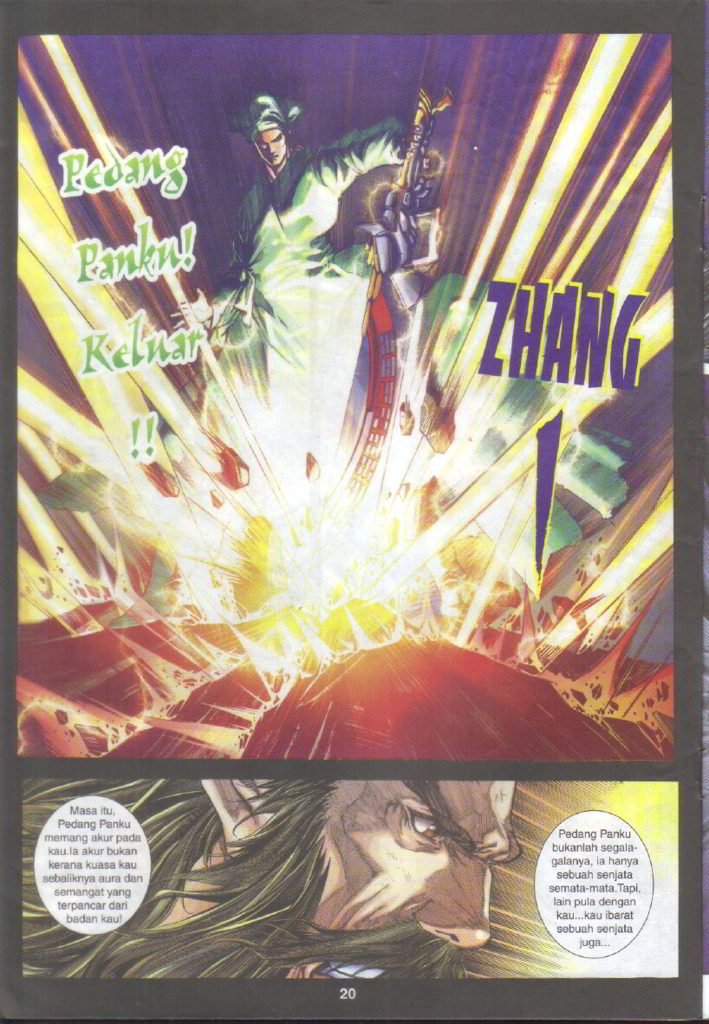 Pedang
Panku!
Keluar
!!
ZHANG
!
Masa itu,
Pedang Panku
memang akur pada
kau.Ia akur bukan
kerana kuasa kau
sebaliknya aura dan
semangat yang
terpancar dari
badan kau!
Pedang Panku
bukanlah segala-
galanya, ia hanya
sebuah senjata
semata-mata.Tapi,
lain pula dengan
kau...kau ibarat
sebuah senjata
juga...
20